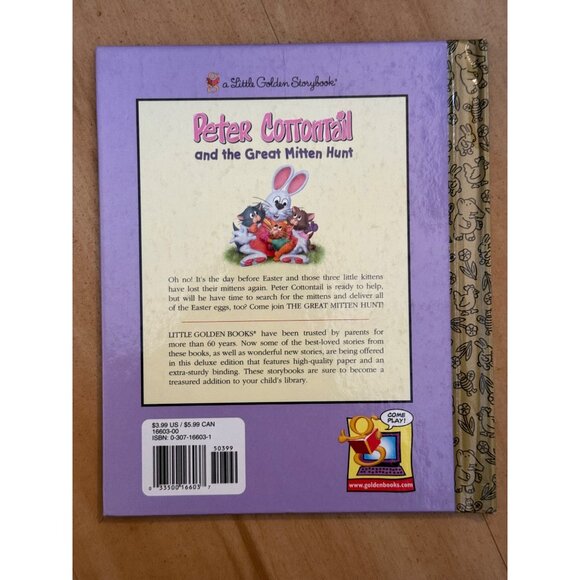 a Little Golden Storybook®
Peter Cottontail
and the Great Mitten Hunt
Oh no! It's the day before Easter and those three little kittens
have lost their mittens again. Peter Cottontail is ready to help,
but will he have time to search for the mittens and deliver all
of the Easter eggs, too? Come join THE GREAT MITTEN HUNT!
LITTLE GOLDEN BOOKS® have been trusted by parents for
more than 60 years. Now some of the best-loved stories from
these books, as well as wonderful new stories, are being offered
in this deluxe edition that features high-quality paper and an
extra-sturdy binding. These storybooks are sure to become a
treasured addition to your child's library.
$3.99 US / $5.99 CAN
16603-00
ISBN: 0-307-16603-1
50399
0 33500 16603 7
COME
PLAY!
www.goldenbooks.com